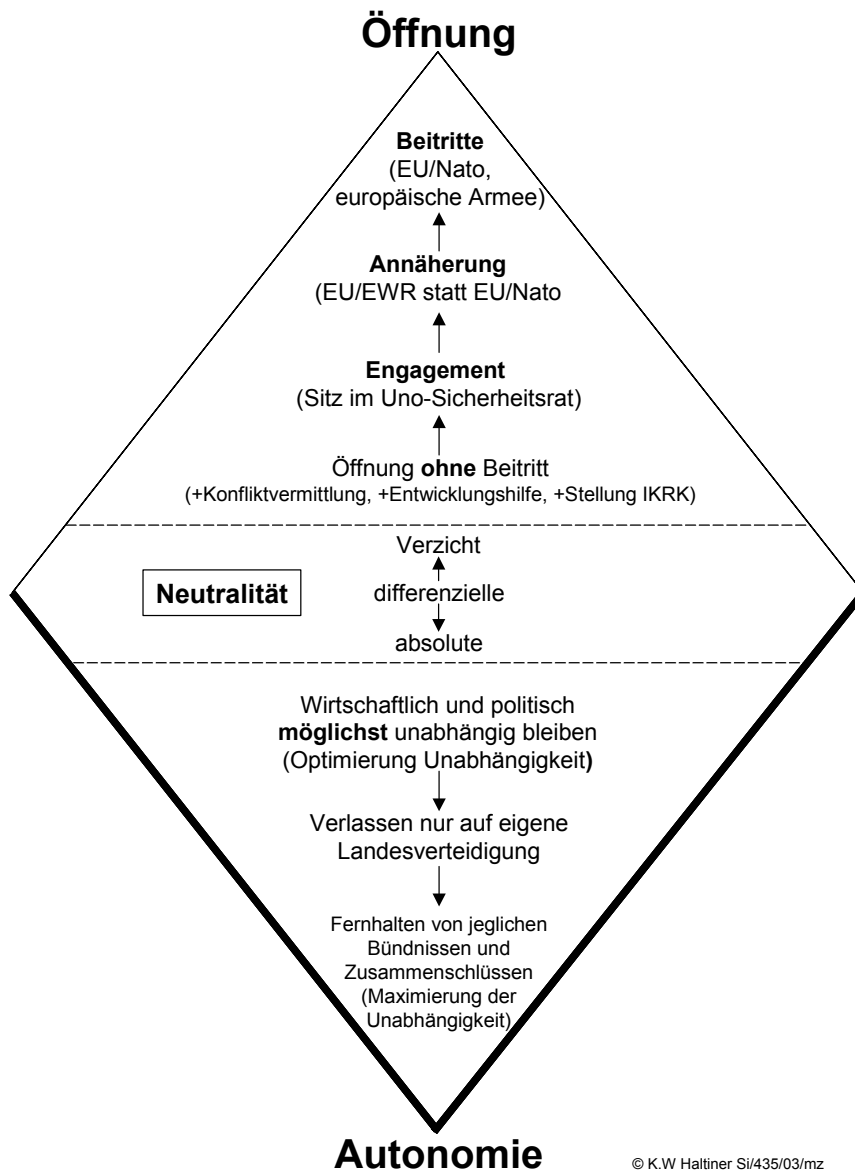 Öffnung
Beitritte
(EU/Nato,
europäische Armee)
Annäherung
(EU/EWR statt EU/Nato
Engagement
(Sitz im Uno-Sicherheitsrat)
Öffnung ohne Beitritt
(+Konfliktvermittlung, +Entwicklungshilfe, +Stellung IKRK)
Verzicht
Neutralität
differenzielle
absolute
Wirtschaftlich und politisch
möglichst unabhängig bleiben
(Optimierung Unabhängigkeit)
Verlassen nur auf eigene
Landesverteidigung
Fernhalten von jeglichen
Bündnissen und
Zusammenschlüssen
(Maximierung der
Unabhängigkeit)
Autonomie
© K.W Haltiner Si/435/03/mz